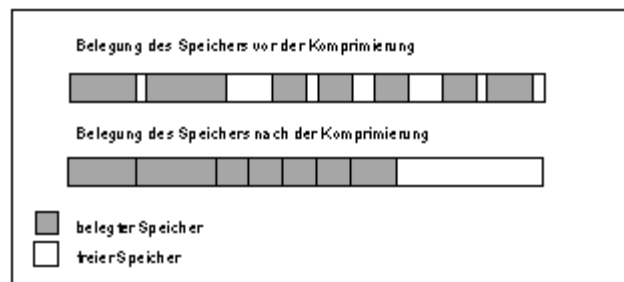 Belegung des Speichers vor der Komprimierung
Belegung des Speichers nach der Komprimierung
belegter Speicher
freier Speicher